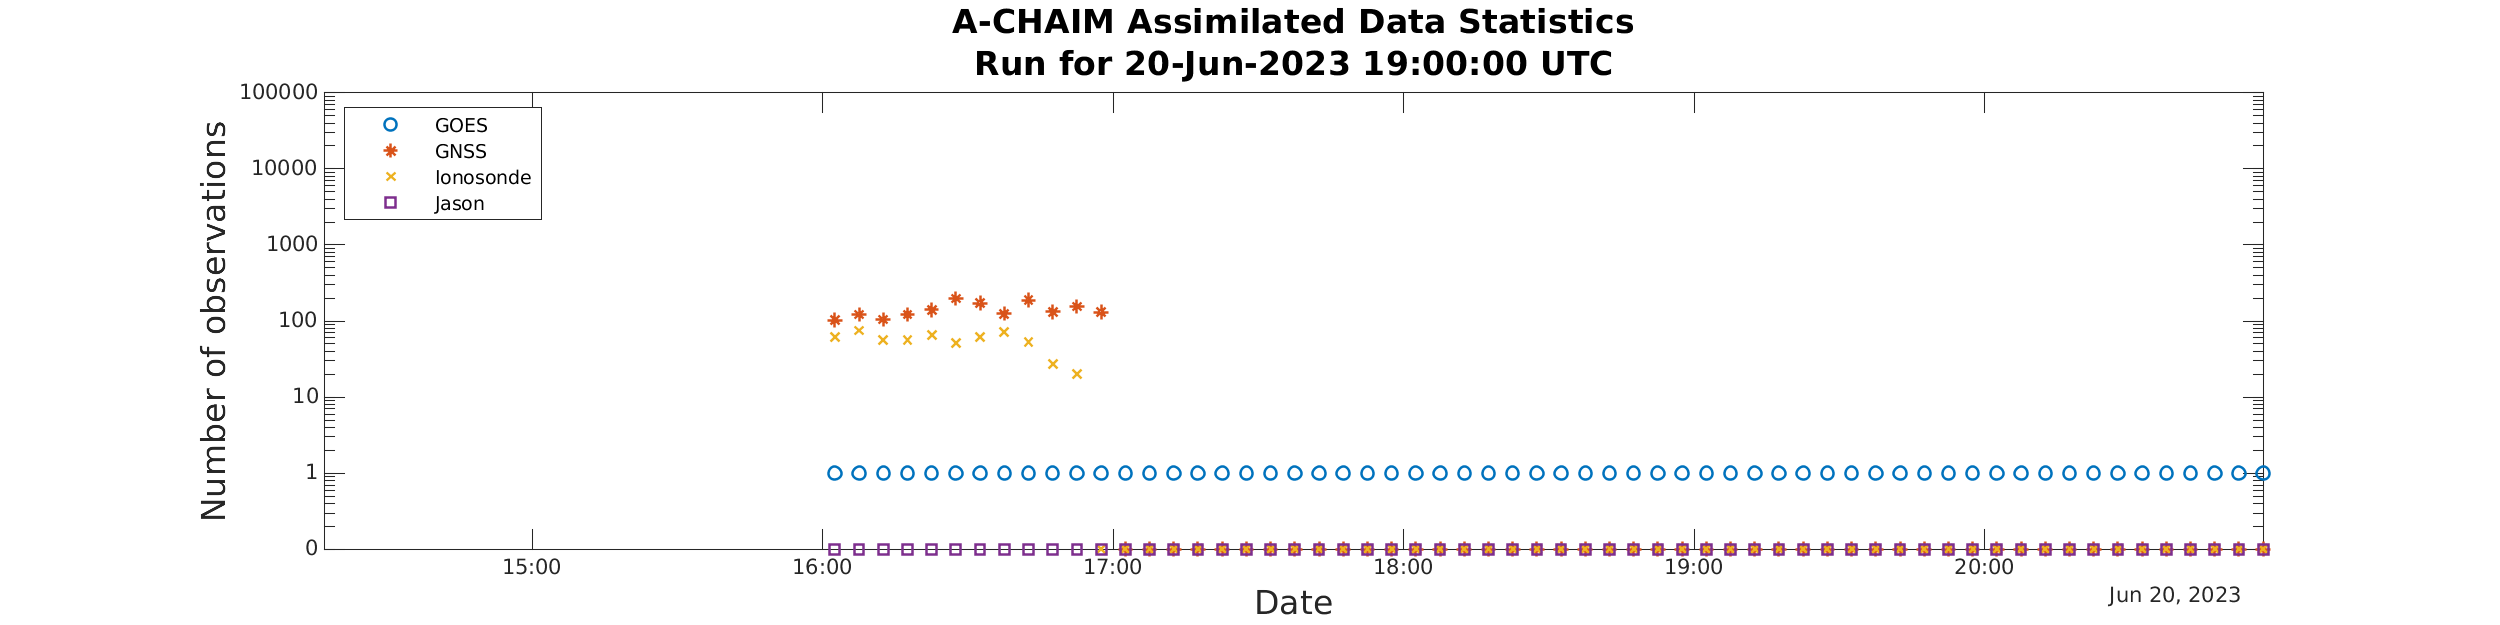 A-CHAIM Assimilated Data Statistics
Run for 20-Jun-2023 19:00:00 UTC
100000
10000
1000
100
10
1
0
Number of observations
GOES
GNSS
Ionosonde
Jason
15:00 16:00 17:00 18:00 19:00 20:00
Date
Jun 20, 2023